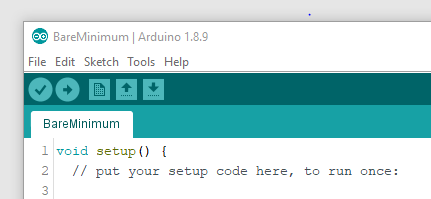 BareMinimum | Arduino 1.8.9
File Edit Sketch Tools Help
BareMinimum
1 void setup() {
2 // put your setup code here, to run once:
3